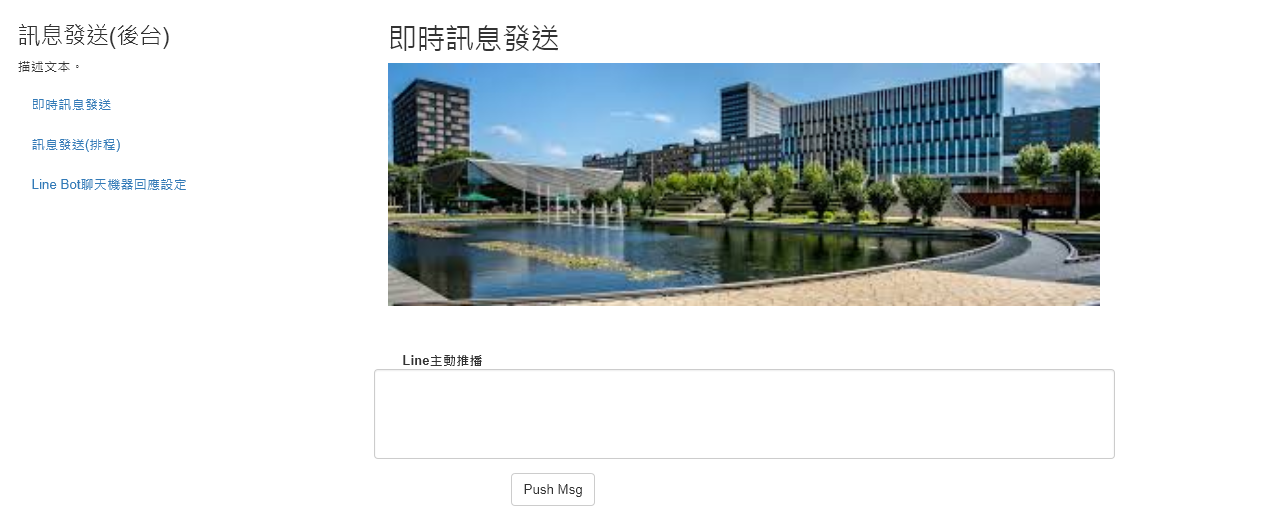 訊息發送(後台)
描述文本。
即時訊息發送
訊息發送(排程)
Line Bot聊天機器回應設定
即時訊息發送
Line主動推播
Push Msg